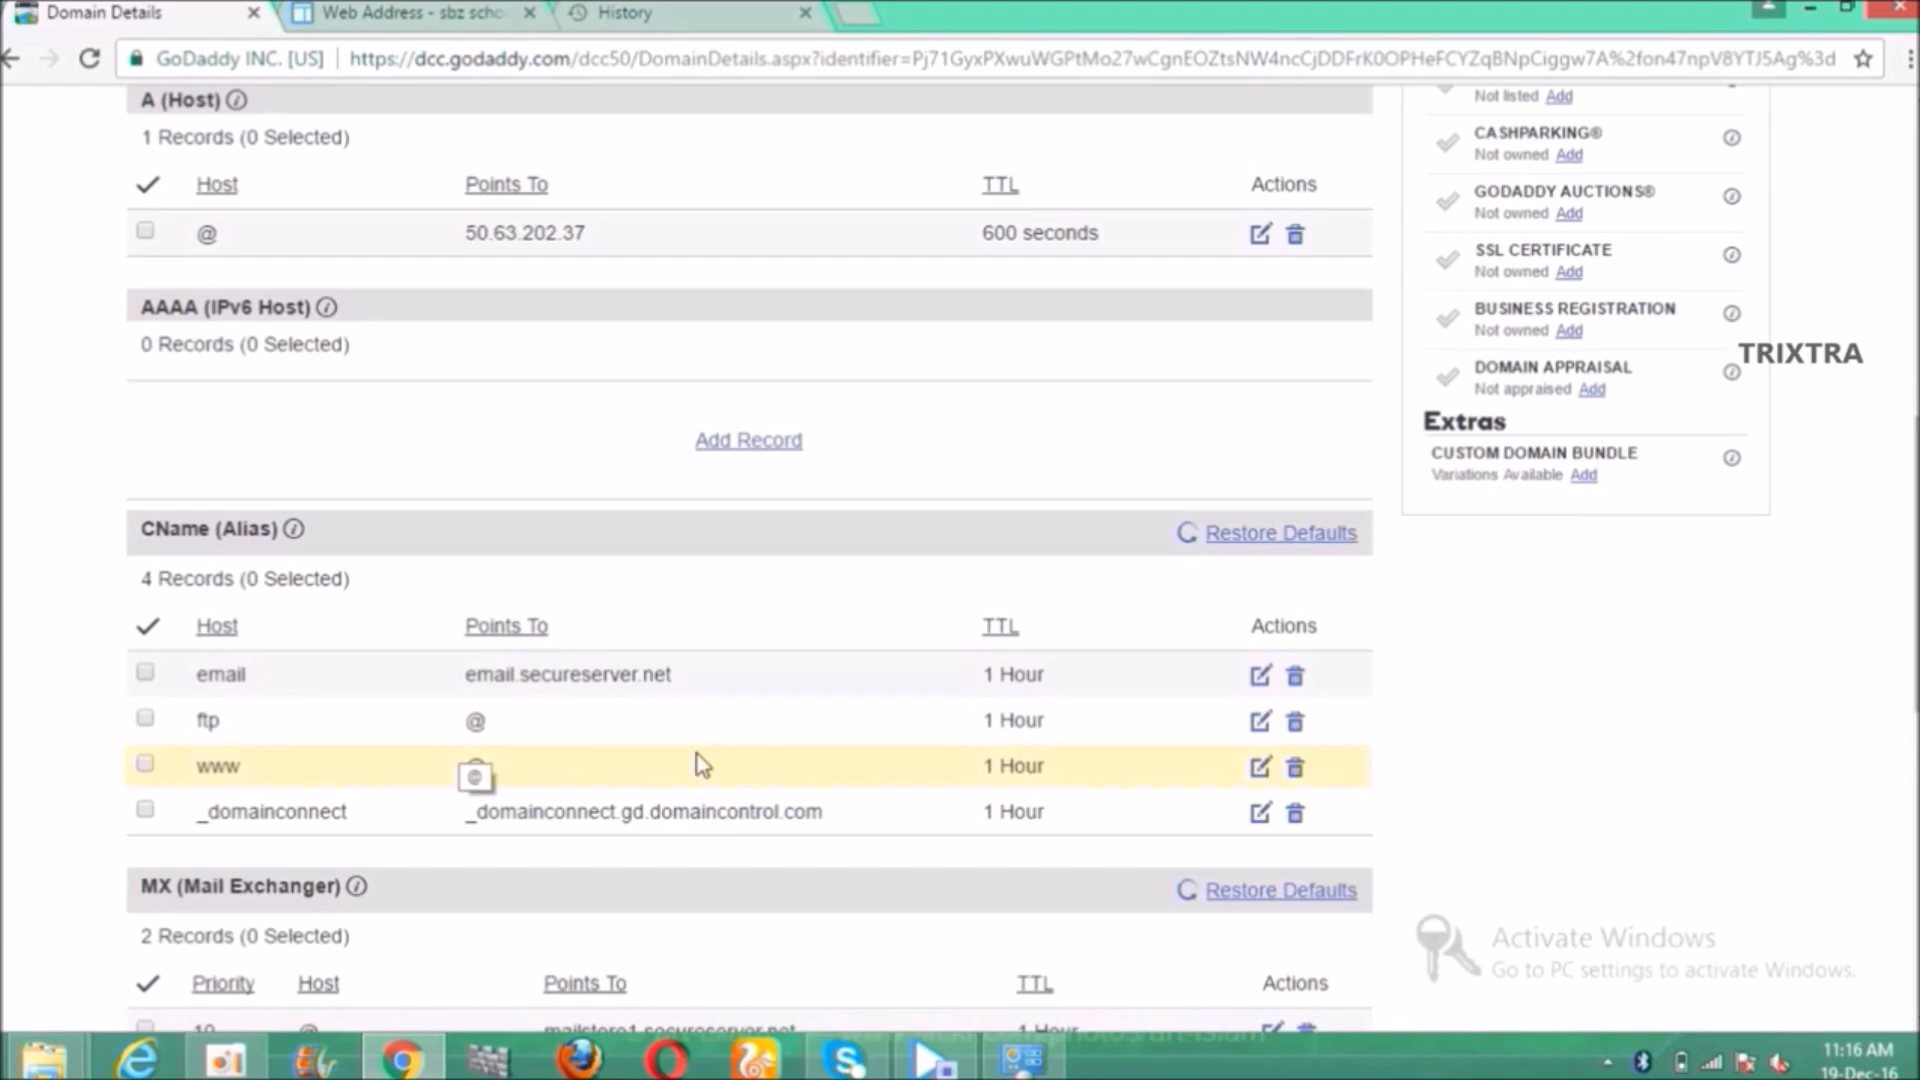 Domain Details
Web Address - sbz scho
History
GoDaddy INC. [US] | https://dcc.godaddy.com/dcc50/DomainDetails.aspx?identifier=Pj71GyxPXwuWGPtMo27wCgnEOZtsNW4ncCjDDFrK0OPHeFCYZqBNpCiggw7A%2fon47npV8YTJ5Ag%3d
A (Host)
1 Records (0 Selected)
Host Points To TTL Actions
@ 50.63.202.37 600 seconds
AAAA (IPv6 Host)
0 Records (0 Selected)
Add Record
CName (Alias) Restore Defaults
4 Records (0 Selected)
Host Points To TTL Actions
email email.secureserver.net 1 Hour
ftp @ 1 Hour
www @ 1 Hour
_domainconnect _domainconnect.gd.domaincontrol.com 1 Hour
MX (Mail Exchanger) Restore Defaults
2 Records (0 Selected)
Priority Host Points To TTL Actions
10 @ mailstore1.secureserver.net 1 Hour
Not listed Add
CASHPARKING®
Not owned Add
GODADDY AUCTIONS®
Not owned Add
SSL CERTIFICATE
Not owned Add
BUSINESS REGISTRATION
Not owned Add
TRIXTRA
DOMAIN APPRAISAL
Not appraised Add
Extras
CUSTOM DOMAIN BUNDLE
Variations Available Add
Activate Windows
Go to PC settings to activate Windows.
11:16 AM
19-Dec-16